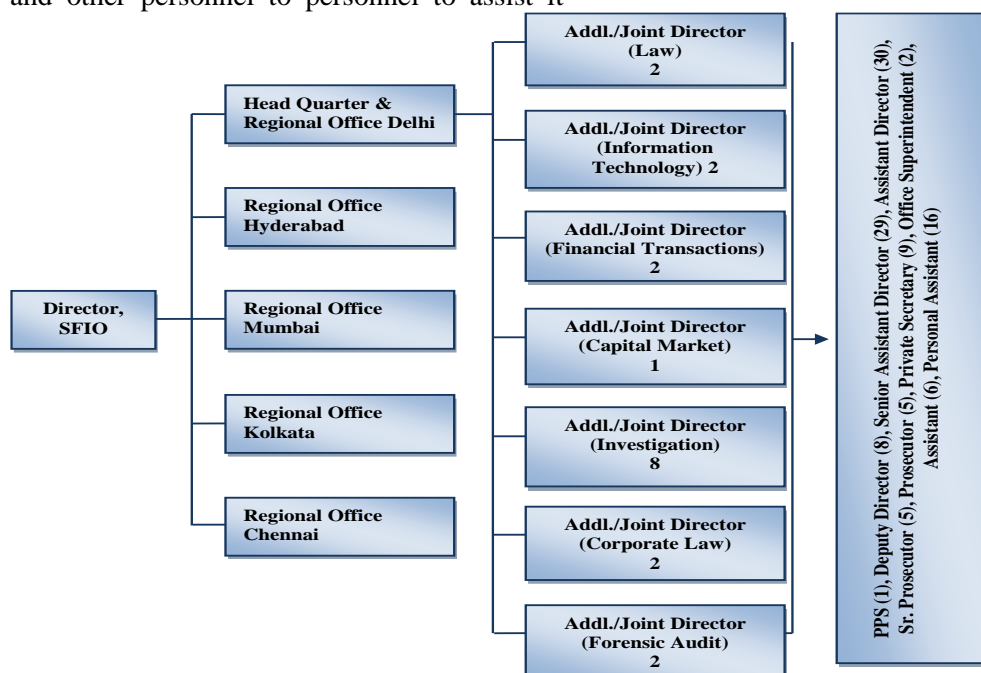 and other personner to personner to assist it
Director,
SFIO
Head Quarter &
Regional Office Delhi
Regional Office
Hyderabad
Regional Office
Mumbai
Regional Office
Kolkata
Regional Office
Chennai
Addl./Joint Director
(Law)
2
Addl./Joint Director
(Information
Technology) 2
Addl./Joint Director
(Financial Transactions)
2
Addl./Joint Director
(Capital Market)
1
Addl./Joint Director
(Investigation)
8
Addl./Joint Director
(Corporate Law)
2
Addl./Joint Director
(Forensic Audit)
2
PPS (1), Deputy Director (8), Senior Assistant Director (29), Assistant Director (30),
Sr. Prosecutor (5), Prosecutor (5), Private Secretary (9), Office Superintendent (2),
Assistant (6), Personal Assistant (16)